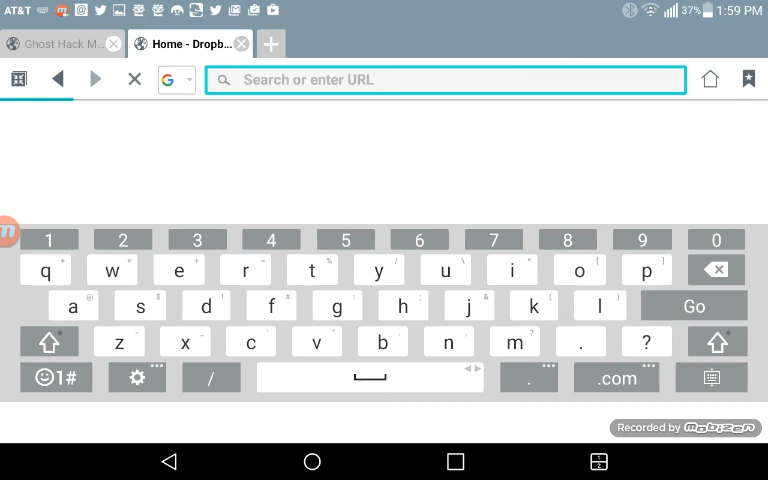 AT&T 37% 1:59 PM
Ghost Hack M... Home - Dropb...
Search or enter URL
1 2 3 4 5 6 7 8 9 0
q w e r t y u i o p
a s d f g h j k l Go
z x c v b n m . ?
1# / . .com
Recorded by mobizen